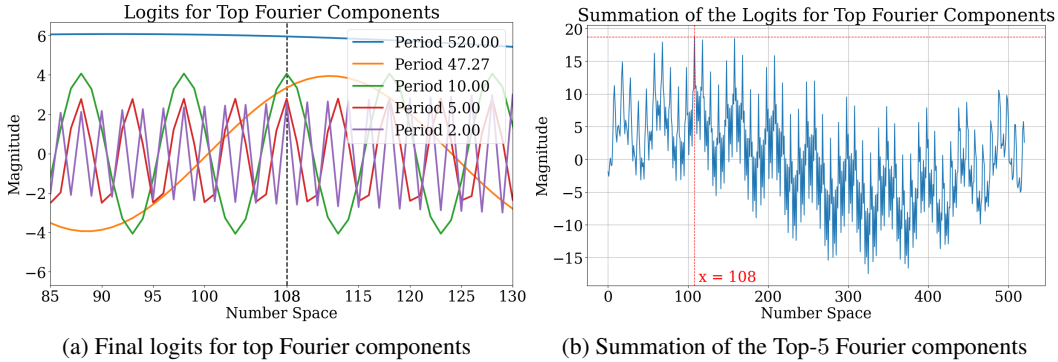 Logits for Top Fourier Components
Magnitude
6
4
2
0
−2
−4
−6
Period 520.00
Period 47.27
Period 10.00
Period 5.00
Period 2.00
85 90 95 100 108 115 120 125 130
Number Space
(a) Final logits for top Fourier components
Summation of the Logits for Top Fourier Components
Magnitude
20
15
10
5
0
−5
−10
−15
x = 108
0 100 200 300 400 500
Number Space
(b) Summation of the Top-5 Fourier components